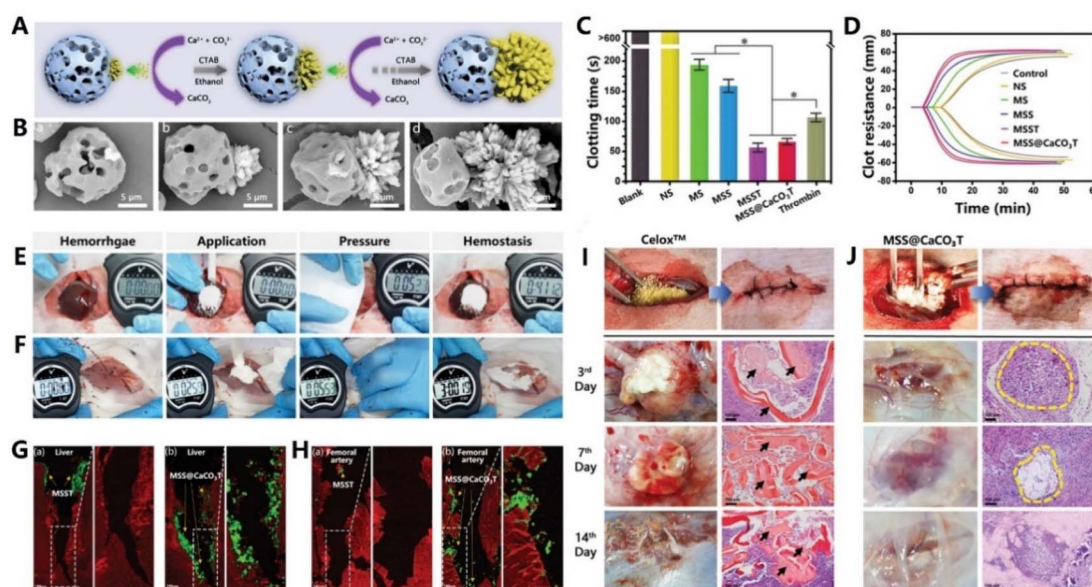 A
Ca²⁺ + CO₃²⁻
CTAB
Ethanol
CaCO₃
Ca²⁺ + CO₃²⁻
CTAB
Ethanol
CaCO₃
B
a
5 μm
b
5 μm
c
5 μm
d
C
Clotting time (s)
>600
200
150
100
50
0
*
*
Blank
NS
MS
MSS
MSST
MSS@CaCO₃T
Thrombin
D
Clot resistance (mm)
80
60
40
20
0
-20
-40
-60
-80
0
10
20
30
40
50
Time (min)
Control
NS
MS
MSS
MSST
MSS@CaCO₃T
E
Hemorrhgae
Application
Pressure
Hemostasis
F
G
(a)
Liver
MSST
(b)
Liver
MSS@CaCO₃T
H
(a)
Femoral artery
MSST
(b)
Femoral artery
MSS@CaCO₃T
I
Celox™
J
MSS@CaCO₃T
3rd
Day
7th
Day
14th
Day